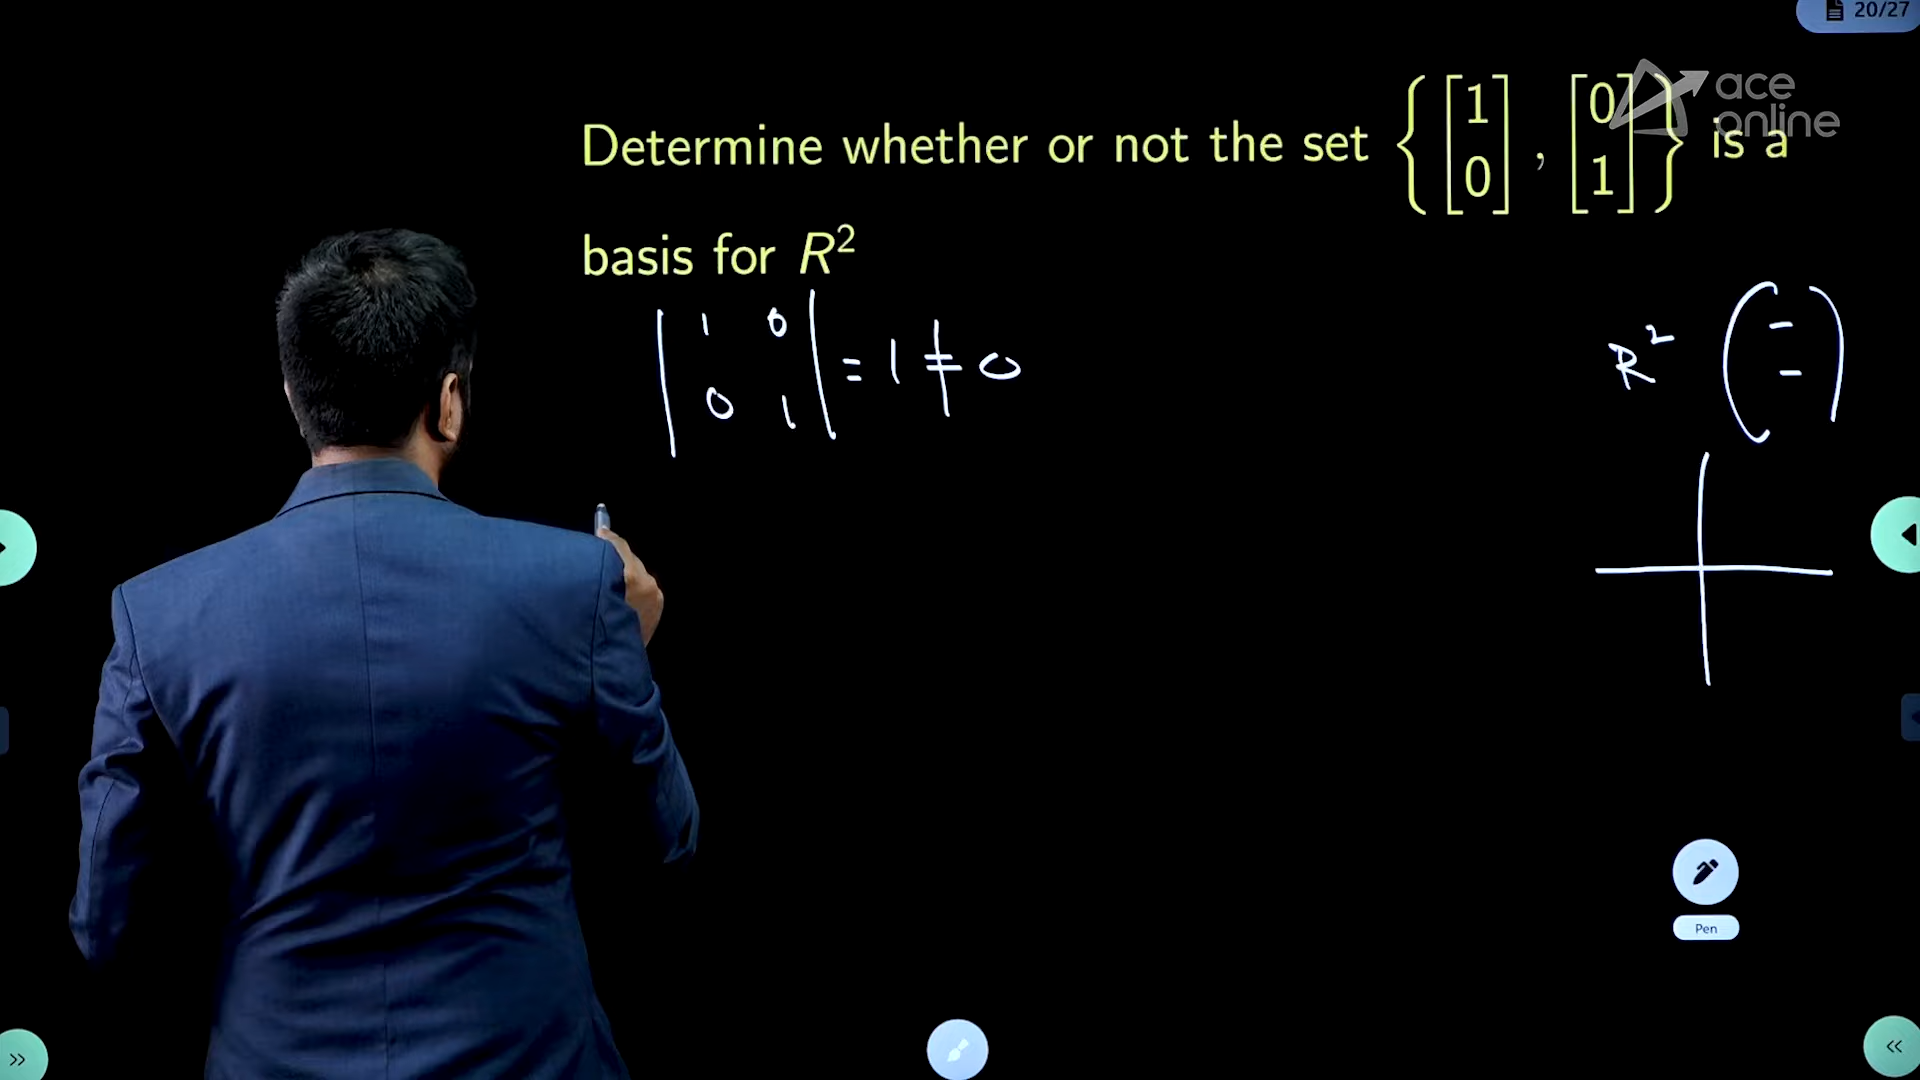 20/27
ace
online
Determine whether or not the set { [1 0], [0 1] } is a
basis for R²
| 1 0 |
| 0 1 | = 1 ≠ 0
R² ( – – )
Pen
>>
<<